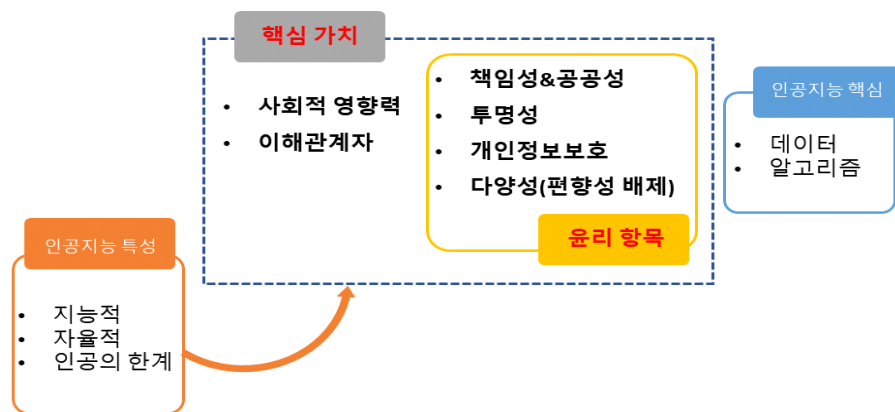 핵심 가치
• 사회적 영향력
• 이해관계자
• 책임성&공공성
• 투명성
• 개인정보보호
• 다양성(편향성 배제)
윤리 항목
인공지능 핵심
• 데이터
• 알고리즘
인공지능 특성
• 지능적
• 자율적
• 인공의 한계